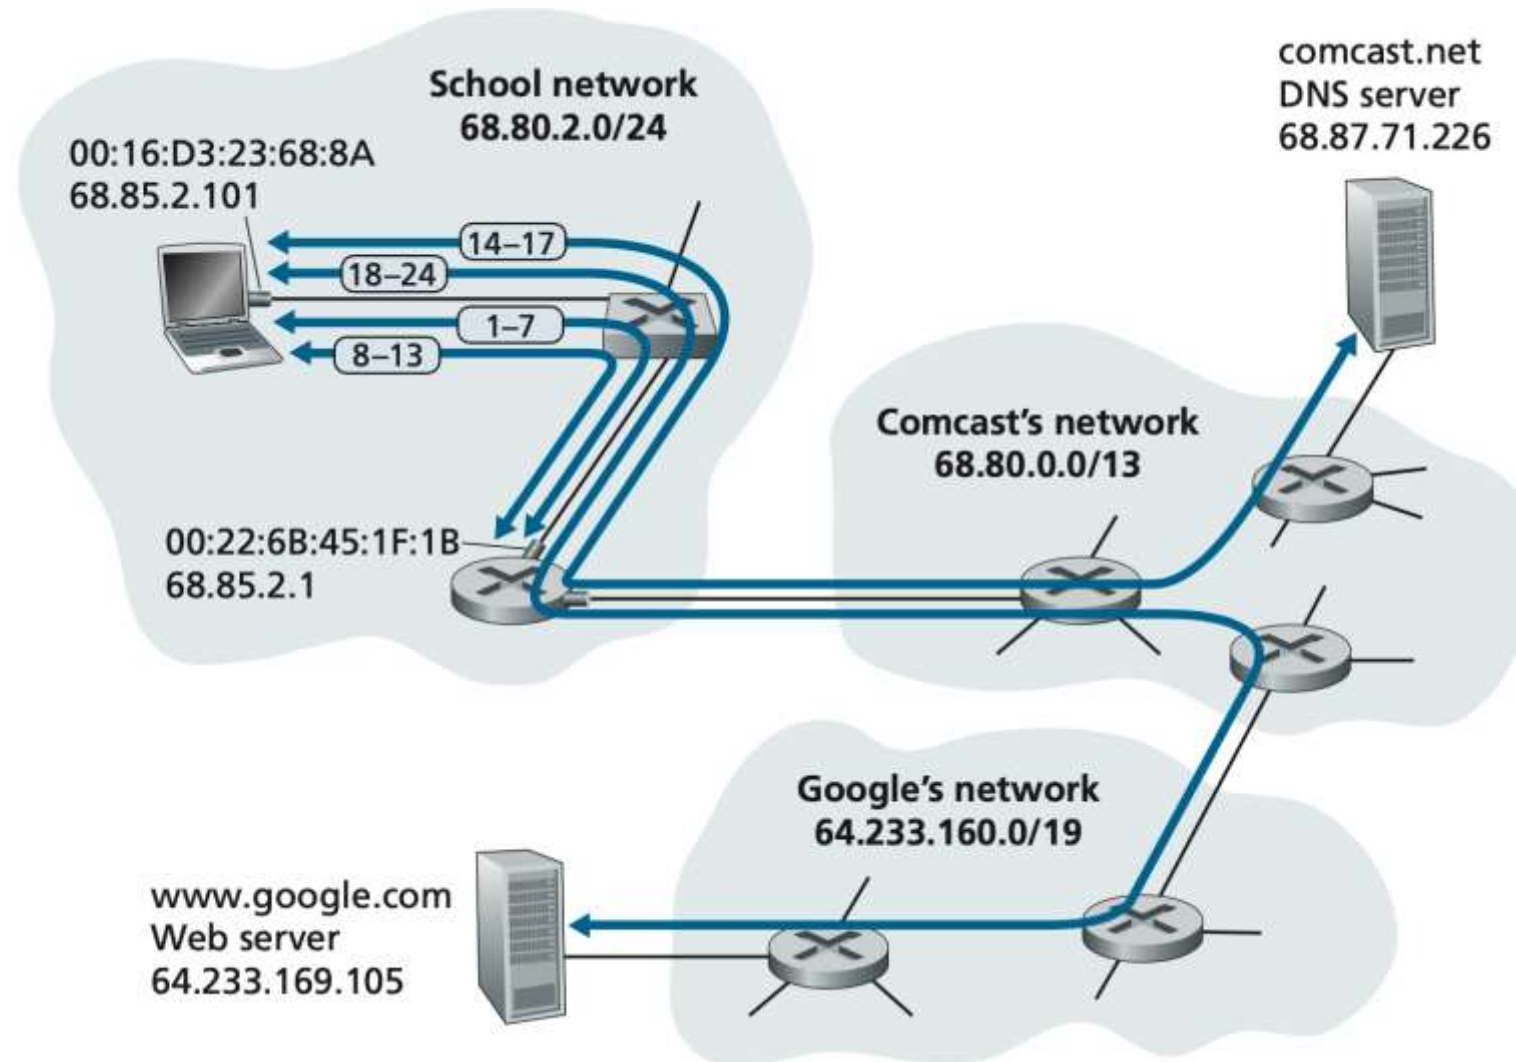 School network
68.80.2.0/24
comcast.net
DNS server
68.87.71.226
00:16:D3:23:68:8A
68.85.2.101
14–17
18–24
1–7
8–13
Comcast’s network
68.80.0.0/13
00:22:6B:45:1F:1B
68.85.2.1
Google’s network
64.233.160.0/19
www.google.com
Web server
64.233.169.105